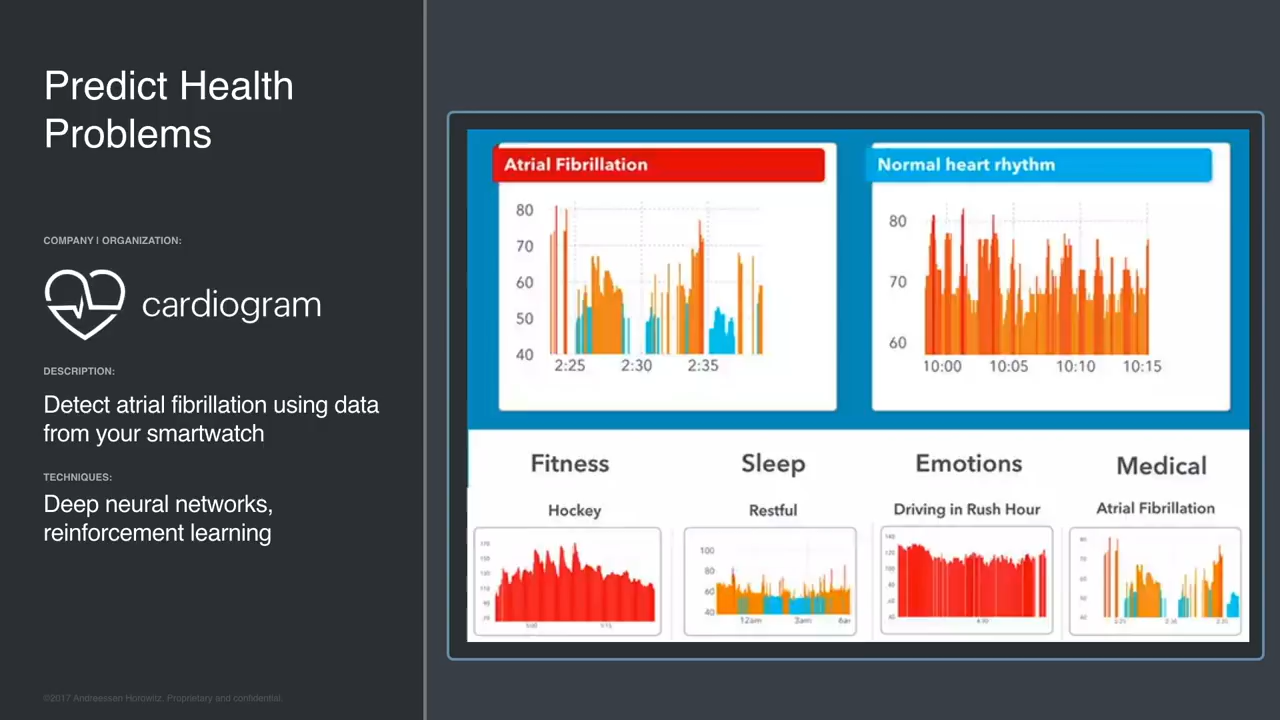 Predict Health
Problems
COMPANY | ORGANIZATION:
cardiogram
DESCRIPTION:
Detect atrial fibrillation using data
from your smartwatch
TECHNIQUES:
Deep neural networks,
reinforcement learning
©2017 Andreessen Horowitz. Proprietary and confidential.
Atrial Fibrillation
80
70
60
50
40
2:25 2:30 2:35
Normal heart rhythm
80
70
60
10:00 10:05 10:10 10:15
Fitness Sleep Emotions Medical
Hockey Restful Driving in Rush Hour Atrial Fibrillation
100
80
60
40
12am 3am 6am